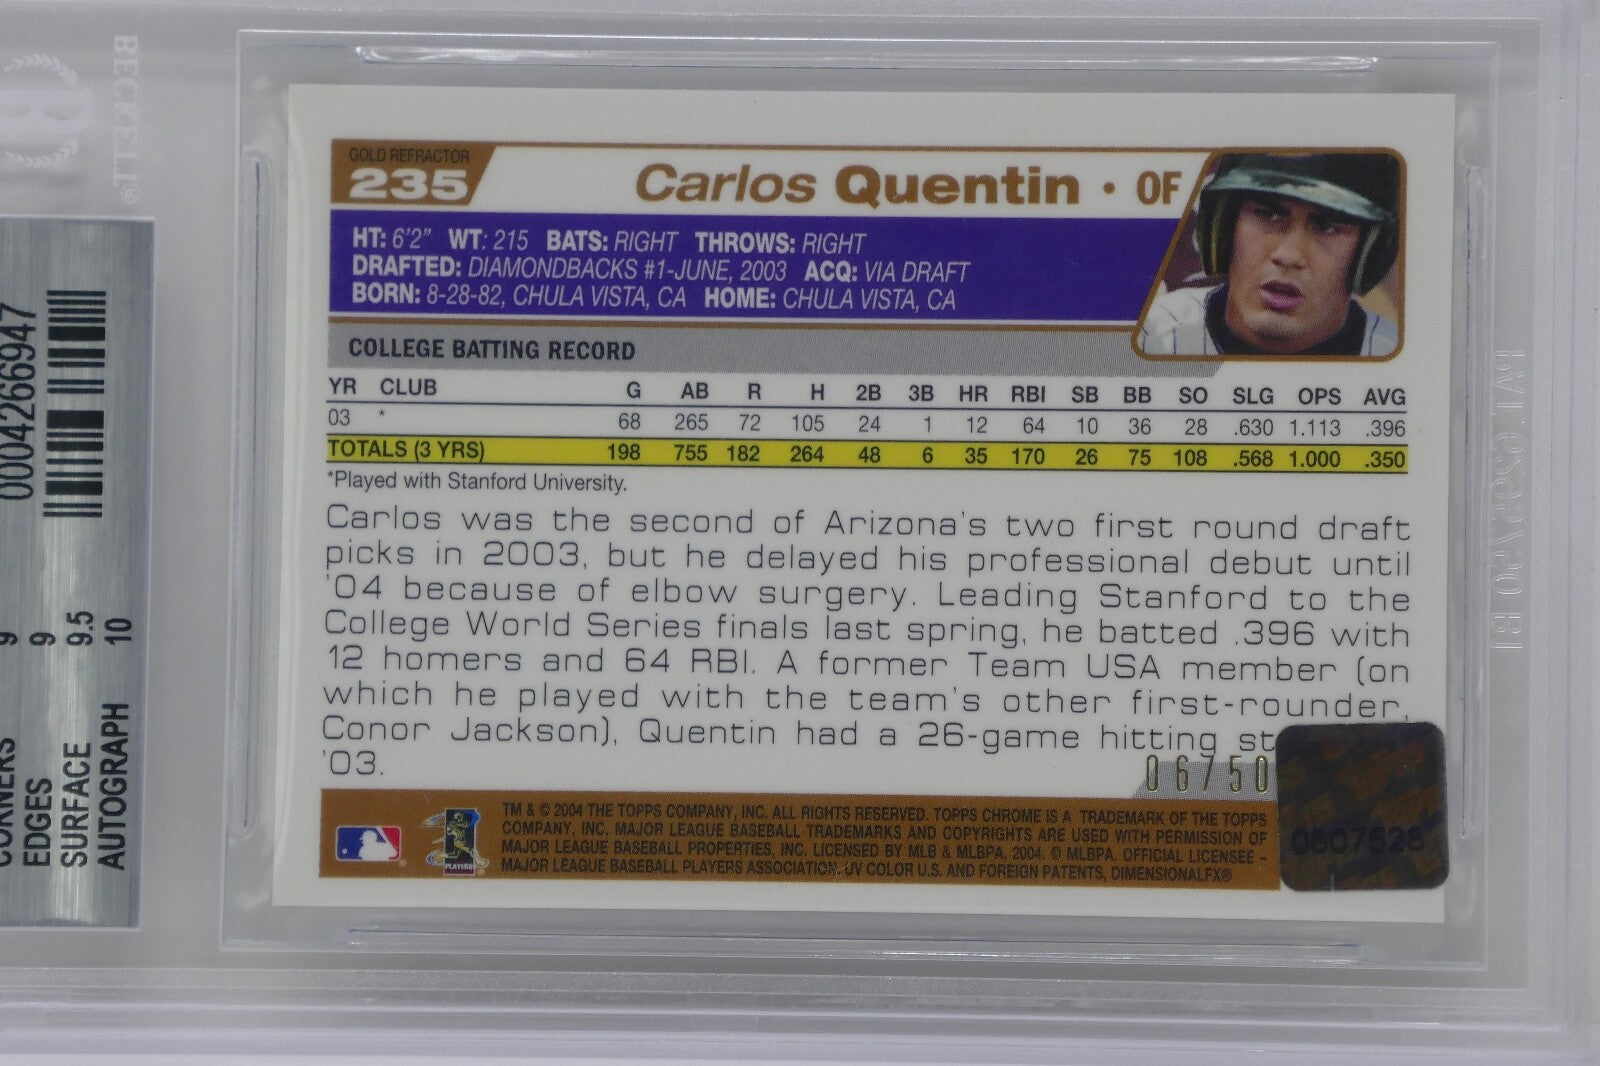 BECKETT®
0004266947
9
EDGES 9
SURFACE 9.5
AUTOGRAPH 10
GOLD REFRACTOR
235
Carlos Quentin • OF
HT: 6'2" WT: 215 BATS: RIGHT THROWS: RIGHT
DRAFTED: DIAMONDBACKS #1-JUNE, 2003 ACQ: VIA DRAFT
BORN: 8-28-82, CHULA VISTA, CA HOME: CHULA VISTA, CA
COLLEGE BATTING RECORD
YR CLUB G AB R H 2B 3B HR RBI SB BB SO SLG OPS AVG
03 * 68 265 72 105 24 1 12 64 10 36 28 .630 1.113 .396
TOTALS (3 YRS) 198 755 182 264 48 6 35 170 26 75 108 .568 1.000 .350
*Played with Stanford University.
Carlos was the second of Arizona's two first round draft
picks in 2003, but he delayed his professional debut until
'04 because of elbow surgery. Leading Stanford to the
College World Series finals last spring, he batted .396 with
12 homers and 64 RBI. A former Team USA member (on
which he played with the team's other first-rounder,
Conor Jackson), Quentin had a 26-game hitting st
'03.
06/50
0807528
PLAYERS
TM & © 2004 THE TOPPS COMPANY, INC. ALL RIGHTS RESERVED. TOPPS CHROME IS A TRADEMARK OF THE TOPPS
COMPANY, INC. MAJOR LEAGUE BASEBALL TRADEMARKS AND COPYRIGHTS ARE USED WITH PERMISSION OF
MAJOR LEAGUE BASEBALL PROPERTIES, INC. LICENSED BY MLB & MLBPA, 2004. © MLBPA. OFFICIAL LICENSEE –
MAJOR LEAGUE BASEBALL PLAYERS ASSOCIATION. UV COLOR U.S. AND FOREIGN PATENTS, DIMENSIONALFX®